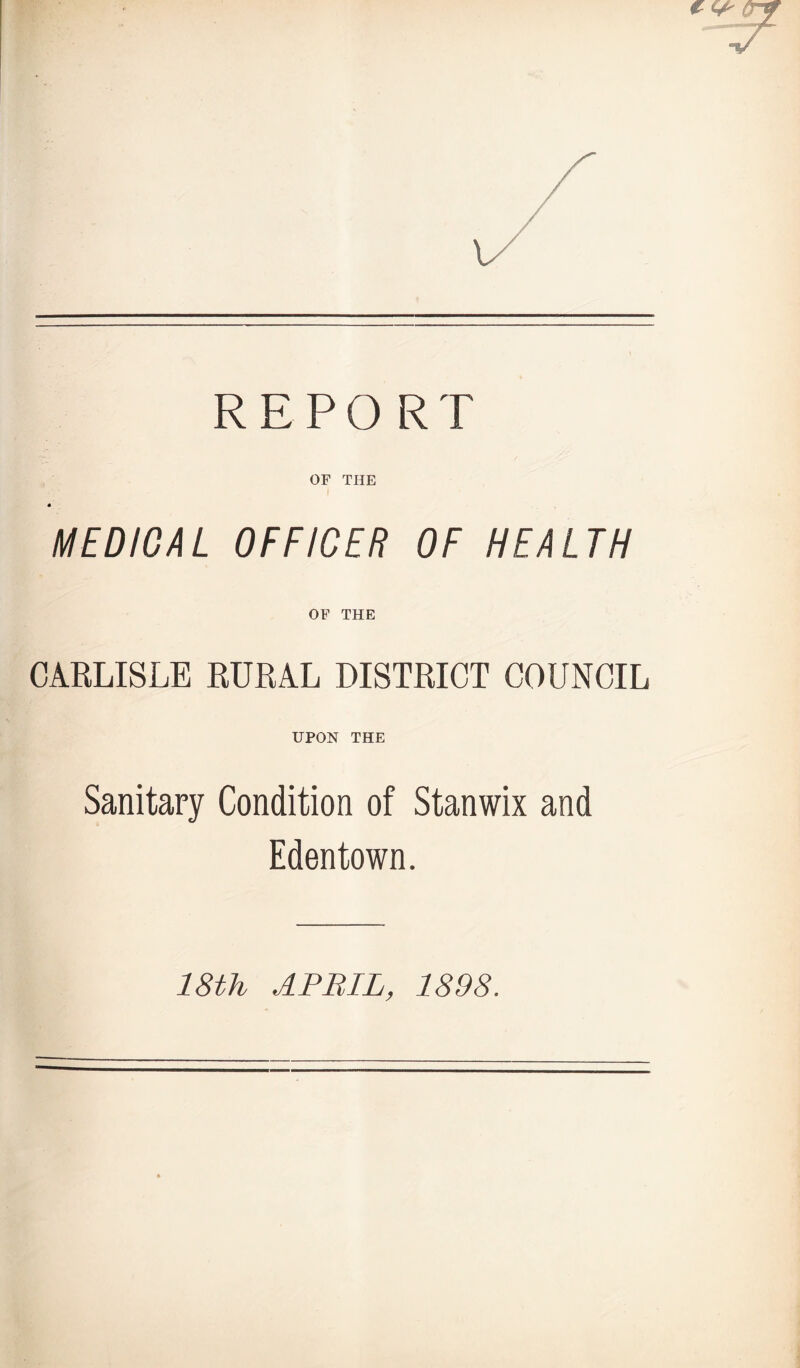 REPORT
OF THE
MEDICAL OFFICER OF HEALTH
OF THE
CARLISLE RURAL DISTRICT COUNCIL
UPON THE
Sanitary Condition of Stanwix and
Edentown.
18th APRIL, 1898.